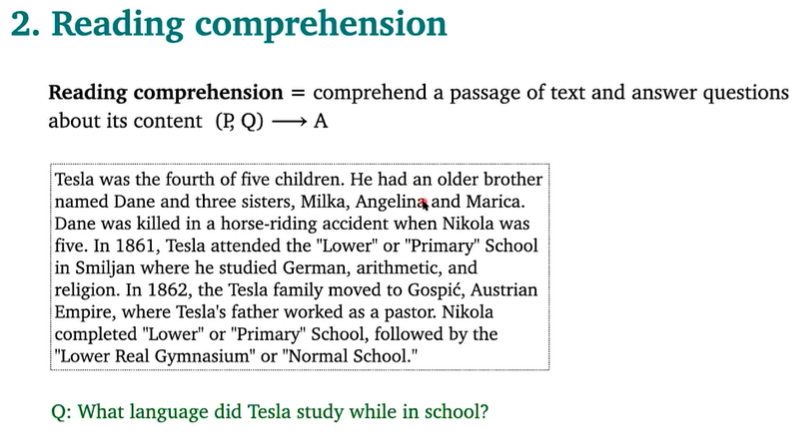 2. Reading comprehension
Reading comprehension = comprehend a passage of text and answer questions
about its content (P, Q) ⟶ A
Tesla was the fourth of five children. He had an older brother
named Dane and three sisters, Milka, Angelina and Marica.
Dane was killed in a horse-riding accident when Nikola was
five. In 1861, Tesla attended the "Lower" or "Primary" School
in Smiljan where he studied German, arithmetic, and
religion. In 1862, the Tesla family moved to Gospić, Austrian
Empire, where Tesla's father worked as a pastor. Nikola
completed "Lower" or "Primary" School, followed by the
"Lower Real Gymnasium" or "Normal School."
Q: What language did Tesla study while in school?